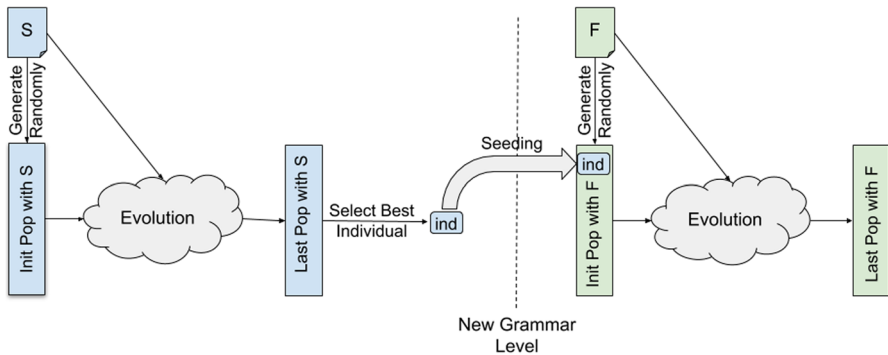 S
Generate
Randomly
Init Pop with S
Evolution
Last Pop with S
Select Best
Individual
ind
Seeding
New Grammar
Level
F
Generate
Randomly
ind
Init Pop with F
Evolution
Last Pop with F